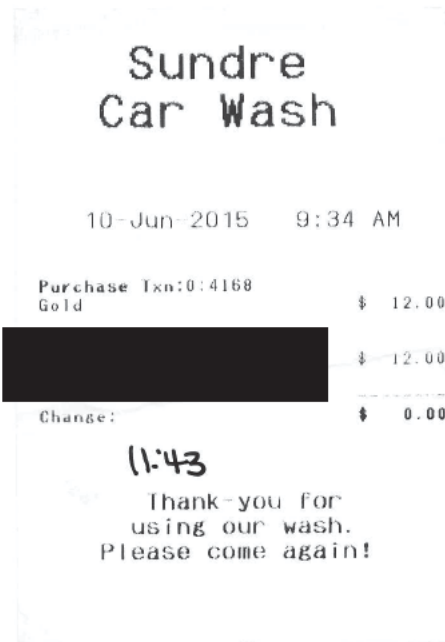 Sundre
Car Wash
10-Jun-2015 9:34 AM
Purchase Txn:0:4168
Gold $ 12.00
$ 12.00
Change: $ 0.00
11:43
Thank-you for
using our wash.
Please come again!